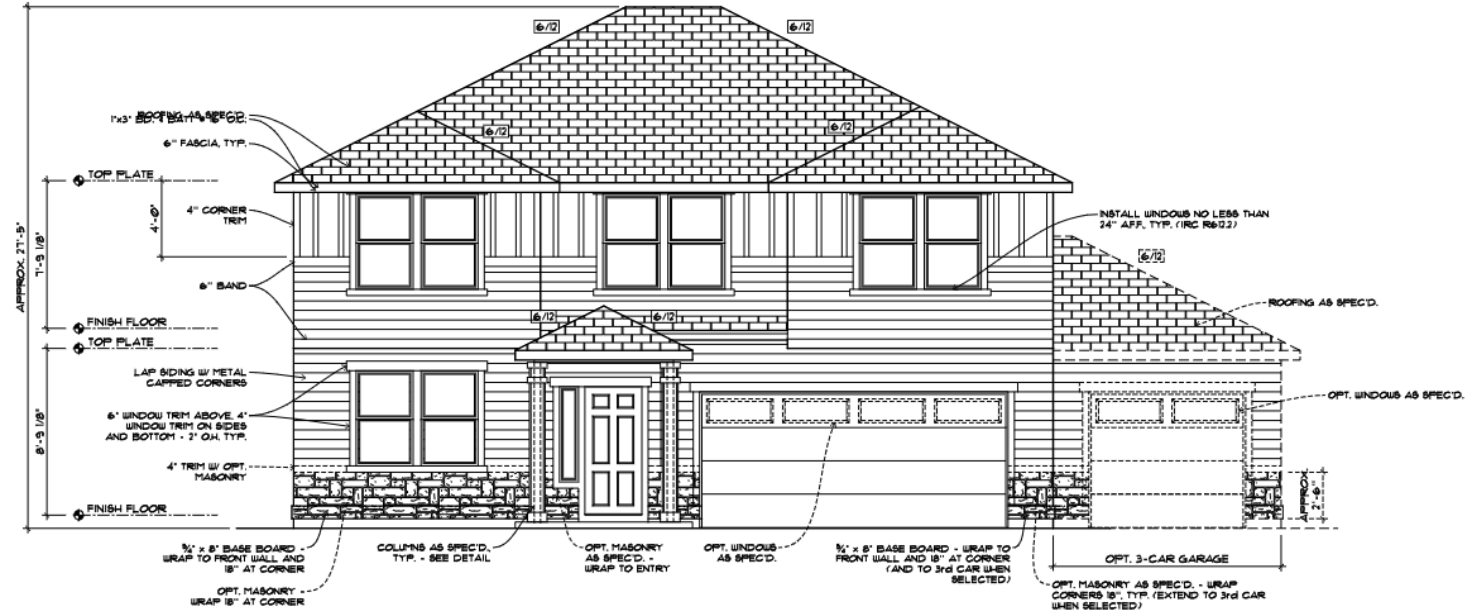 6/12
6/12
ROOFING AS SPEC'D.
6/12
6/12
6" FASCIA, TYP.
TOP PLATE
4" CORNER
TRIM
4'-0"
7'-9 1/8"
APPROX. 27'-5"
INSTALL WINDOWS NO LESS THAN
24" A.F.F., TYP. (IRC R612.2)
6/12
6" BAND
ROOFING AS SPEC'D.
FINISH FLOOR
6/12
6/12
TOP PLATE
LAP SIDING W/ METAL
CAPPED CORNERS
8'-9 1/8"
6" WINDOW TRIM ABOVE, 4"
WINDOW TRIM ON SIDES
AND BOTTOM - 2" O.H. TYP.
OPT. WINDOWS AS SPEC'D.
4" TRIM W/ OPT.
MASONRY
APPROX
2'-6"
FINISH FLOOR
3/4" x 8" BASE BOARD -
WRAP TO FRONT WALL AND
18" AT CORNER
COLUMNS AS SPEC'D.,
TYP. - SEE DETAIL
OPT. MASONRY
AS SPEC'D. -
WRAP TO ENTRY
OPT. WINDOWS
AS SPEC'D.
3/4" x 8" BASE BOARD - WRAP TO
FRONT WALL AND 18" AT CORNER
(AND TO 3rd CAR WHEN
SELECTED)
OPT. 3-CAR GARAGE
OPT. MASONRY -
WRAP 18" AT CORNER
OPT. MASONRY AS SPEC'D. - WRAP
CORNERS 18", TYP. (EXTEND TO 3rd CAR
WHEN SELECTED)